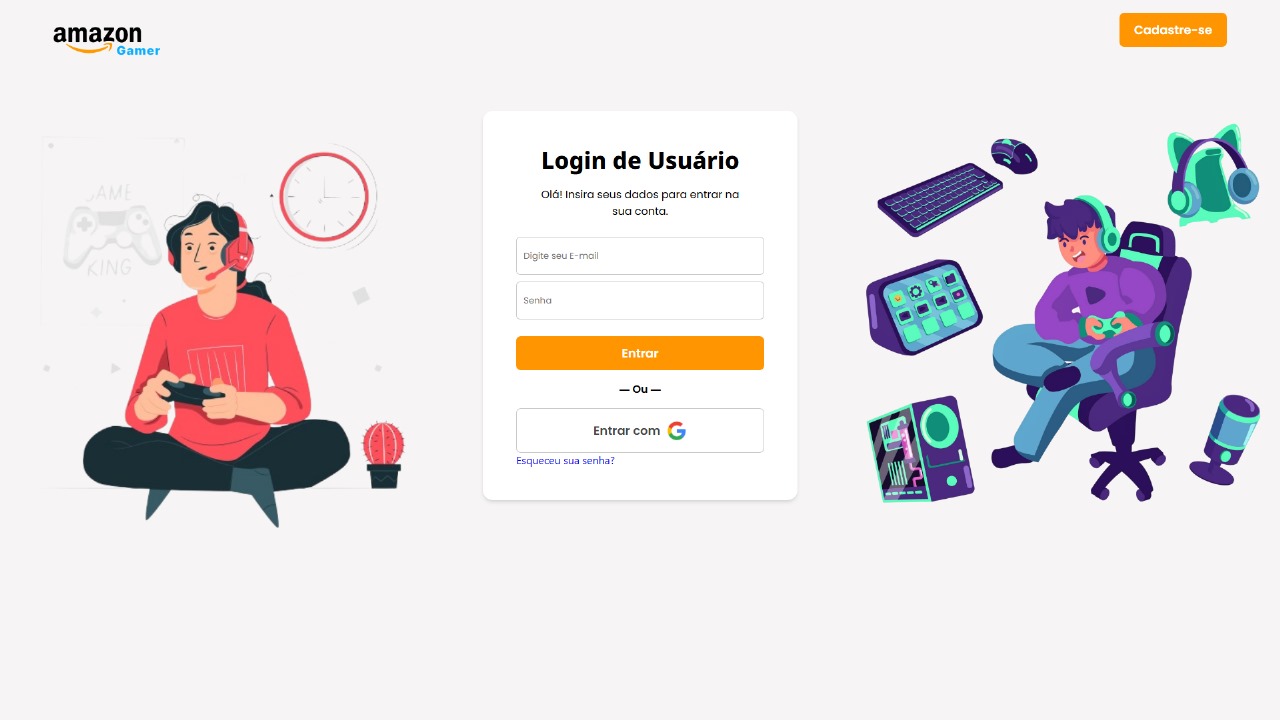 amazon
Gamer
Cadastre-se
GAME
KING
Login de Usuário
Olá! Insira seus dados para entrar na
sua conta.
Digite seu E-mail
Senha
Entrar
— Ou —
Entrar com G
Esqueceu sua senha?